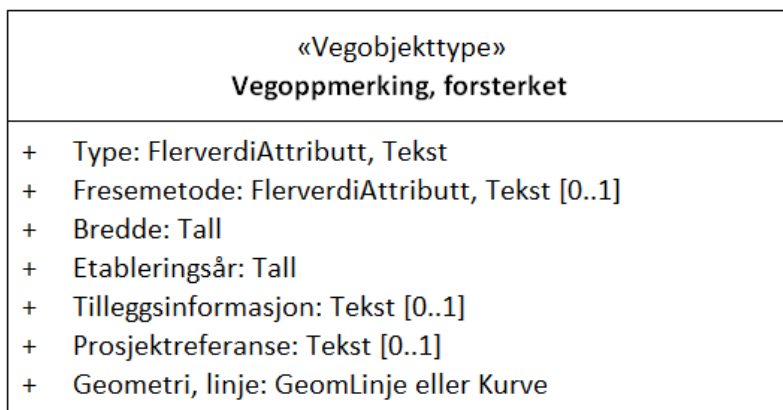 «Vegobjekttype»
Vegoppmerking, forsterket
+ Type: FlerverdiAttributt, Tekst
+ Fresemetode: FlerverdiAttributt, Tekst [0..1]
+ Bredde: Tall
+ Etableringsår: Tall
+ Tilleggsinformasjon: Tekst [0..1]
+ Prosjektreferanse: Tekst [0..1]
+ Geometri, linje: GeomLinje eller Kurve